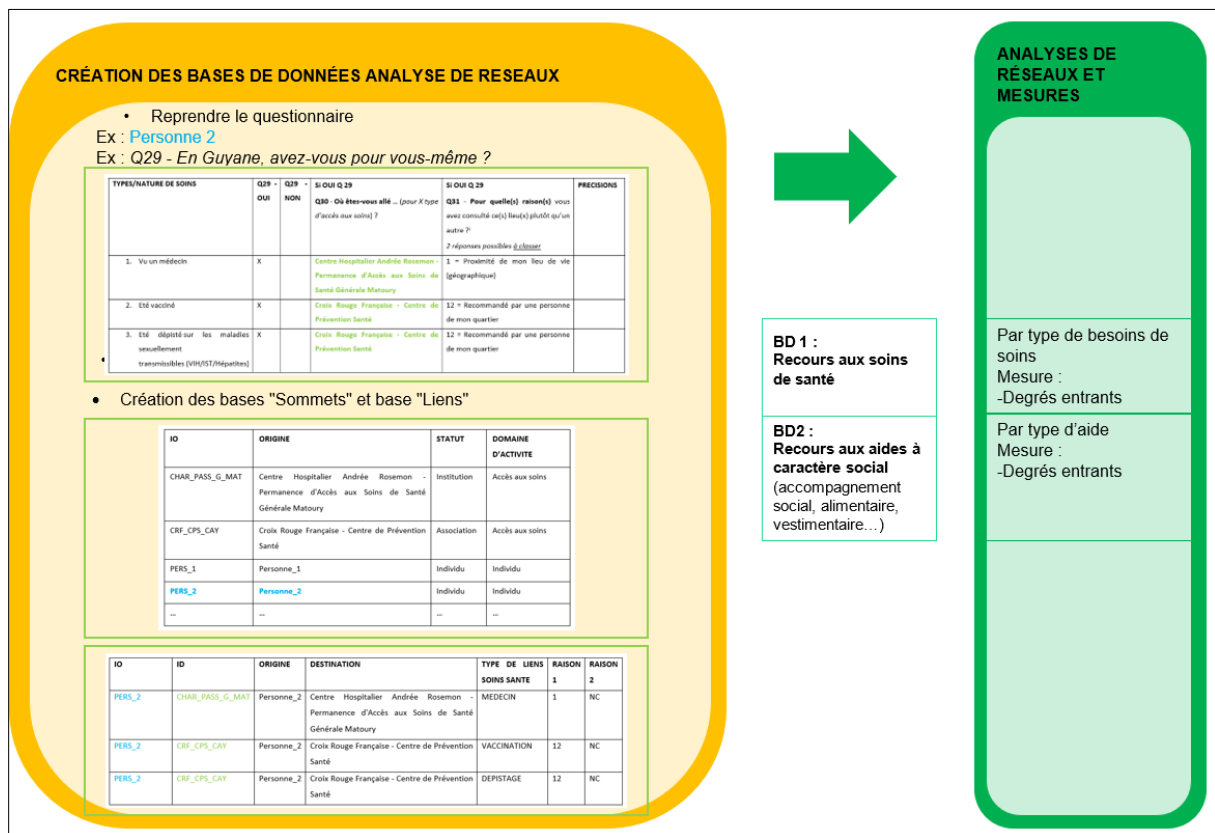 CRÉATION DES BASES DE DONNÉES ANALYSE DE RESEAUX
• Reprendre le questionnaire
Ex : Personne 2
Ex : Q29 - En Guyane, avez-vous pour vous-même ?
TYPES/NATURE DE SOINS
Q29 -
OUI
Q29 -
NON
Si OUI Q 29
Q30 - Où êtes-vous allé ... (pour X type
d'accès aux soins) ?
Si OUI Q 29
Q31 - Pour quelle(s) raison(s) vous
avez consulté ce(s) lieu(x) plutôt qu'un
autre ?
2 réponses possibles à classer
PRECISIONS
1. Vu un médecin
X
Centre Hospitalier Andrée Rosemon -
Permanence d'Accès aux Soins de
Santé Générale Matoury
1 = Proximité de mon lieu de vie
(géographique)
2. Eté vacciné
X
Croix Rouge Française - Centre de
Prévention Santé
12 = Recommandé par une personne
de mon quartier
3. Eté dépisté sur les maladies
sexuellement
transmissibles (VIH/IST/Hépatites)
X
Croix Rouge Française - Centre de
Prévention Santé
12 = Recommandé par une personne
de mon quartier
•
• Création des bases "Sommets" et base "Liens"
IO
ORIGINE
STATUT
DOMAINE
D'ACTIVITE
CHAR_PASS_G_MAT
Centre Hospitalier Andrée Rosemon -
Permanence d'Accès aux Soins de Santé
Générale Matoury
Institution
Accès aux soins
CRF_CPS_CAY
Croix Rouge Française - Centre de Prévention
Santé
Association
Accès aux soins
PERS_1
Personne_1
Individu
Individu
PERS_2
Personne_2
Individu
Individu
...
...
...
...
IO
ID
ORIGINE
DESTINATION
TYPE DE LIENS
SOINS SANTE
RAISON
1
RAISON
2
PERS_2
CHAR_PASS_G_MAT
Personne_2
Centre Hospitalier Andrée Rosemon -
Permanence d'Accès aux Soins de Santé
Générale Matoury
MEDECIN
1
NC
PERS_2
CRF_CPS_CAY
Personne_2
Croix Rouge Française - Centre de Prévention
Santé
VACCINATION
12
NC
PERS_2
CRF_CPS_CAY
Personne_2
Croix Rouge Française - Centre de Prévention
Santé
DEPISTAGE
12
NC
BD 1 :
Recours aux soins
de santé
BD2 :
Recours aux aides à
caractère social
(accompagnement
social, alimentaire,
vestimentaire…)
ANALYSES DE
RÉSEAUX ET
MESURES
Par type de besoins de
soins
Mesure :
-Degrés entrants
Par type d'aide
Mesure :
-Degrés entrants